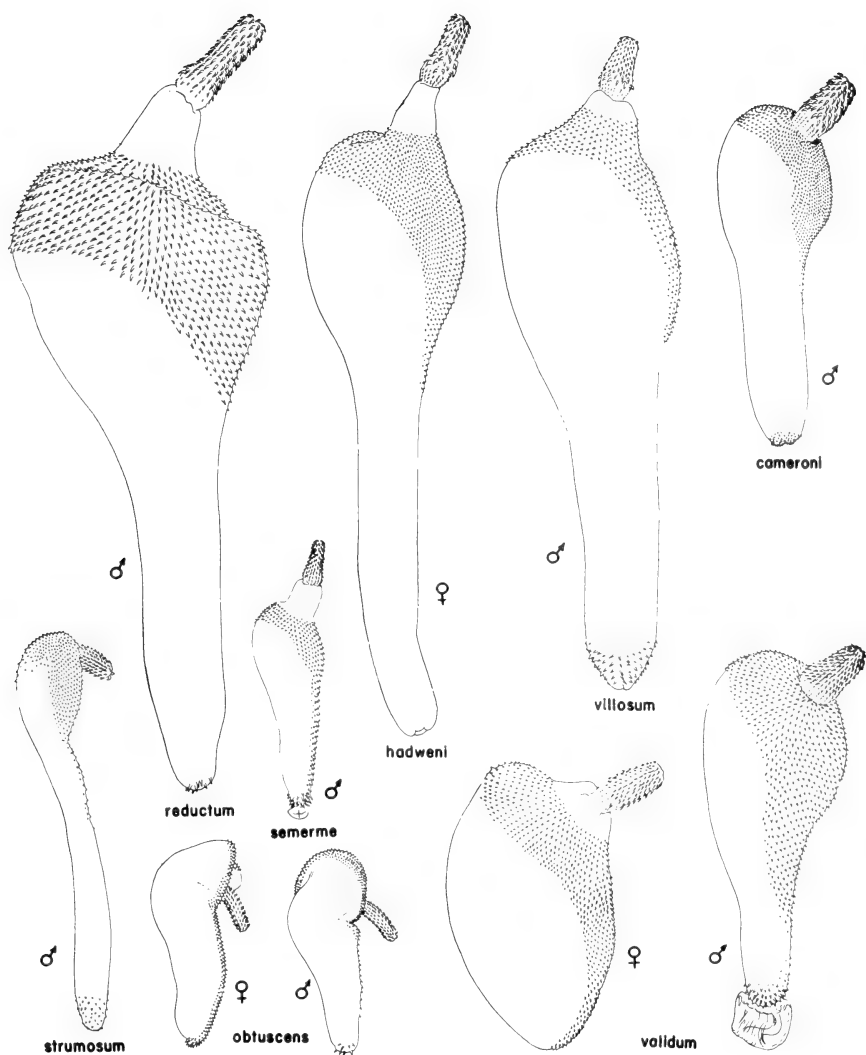 cameroni
♂
♂
♂
♀
villosum
hadweni
reductum
♂
semerme
♂
♀
♂
♀
♂
strumosum
obtuscens
validum